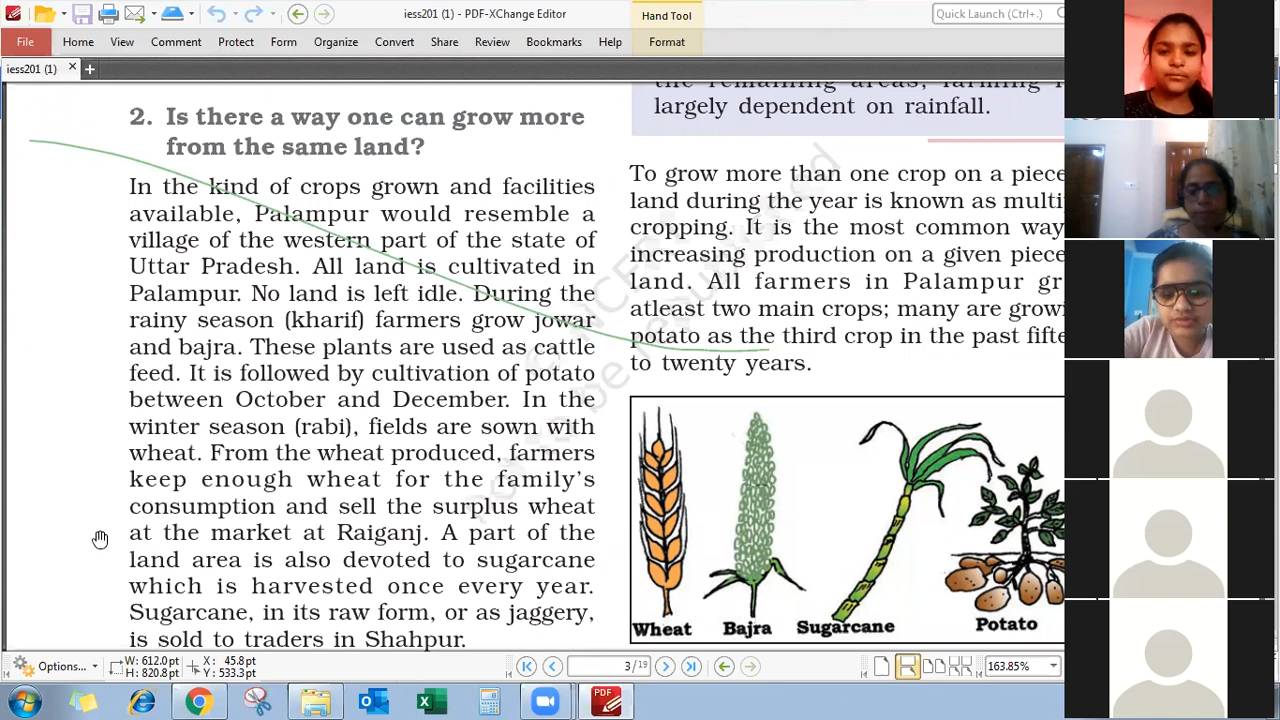 iess201 (1) - PDF-XChange Editor
Hand Tool
Quick Launch (Ctrl+.)
File
Home
View
Comment
Protect
Form
Organize
Convert
Share
Review
Bookmarks
Help
Format
iess201 (1)
2. Is there a way one can grow more
from the same land?
In the kind of crops grown and facilities
available, Palampur would resemble a
village of the western part of the state of
Uttar Pradesh. All land is cultivated in
Palampur. No land is left idle. During the
rainy season (kharif) farmers grow jowar
and bajra. These plants are used as cattle
feed. It is followed by cultivation of potato
between October and December. In the
winter season (rabi), fields are sown with
wheat. From the wheat produced, farmers
keep enough wheat for the family's
consumption and sell the surplus wheat
at the market at Raiganj. A part of the
land area is also devoted to sugarcane
which is harvested once every year.
Sugarcane, in its raw form, or as jaggery,
is sold to traders in Shahpur.
the remaining areas, farming
largely dependent on rainfall.
To grow more than one crop on a piece
land during the year is known as
cropping. It is the most common way
increasing production on a given piece
land. All farmers in Palampur
atleast two main crops; many are
potato as the third crop in the past
to twenty years.
Wheat
Bajra
Sugarcane
Potato
Options...
W: 612.0pt
H: 820.8pt
X: 45.8pt
Y: 533.3pt
3 / 19
163.85%
PDF